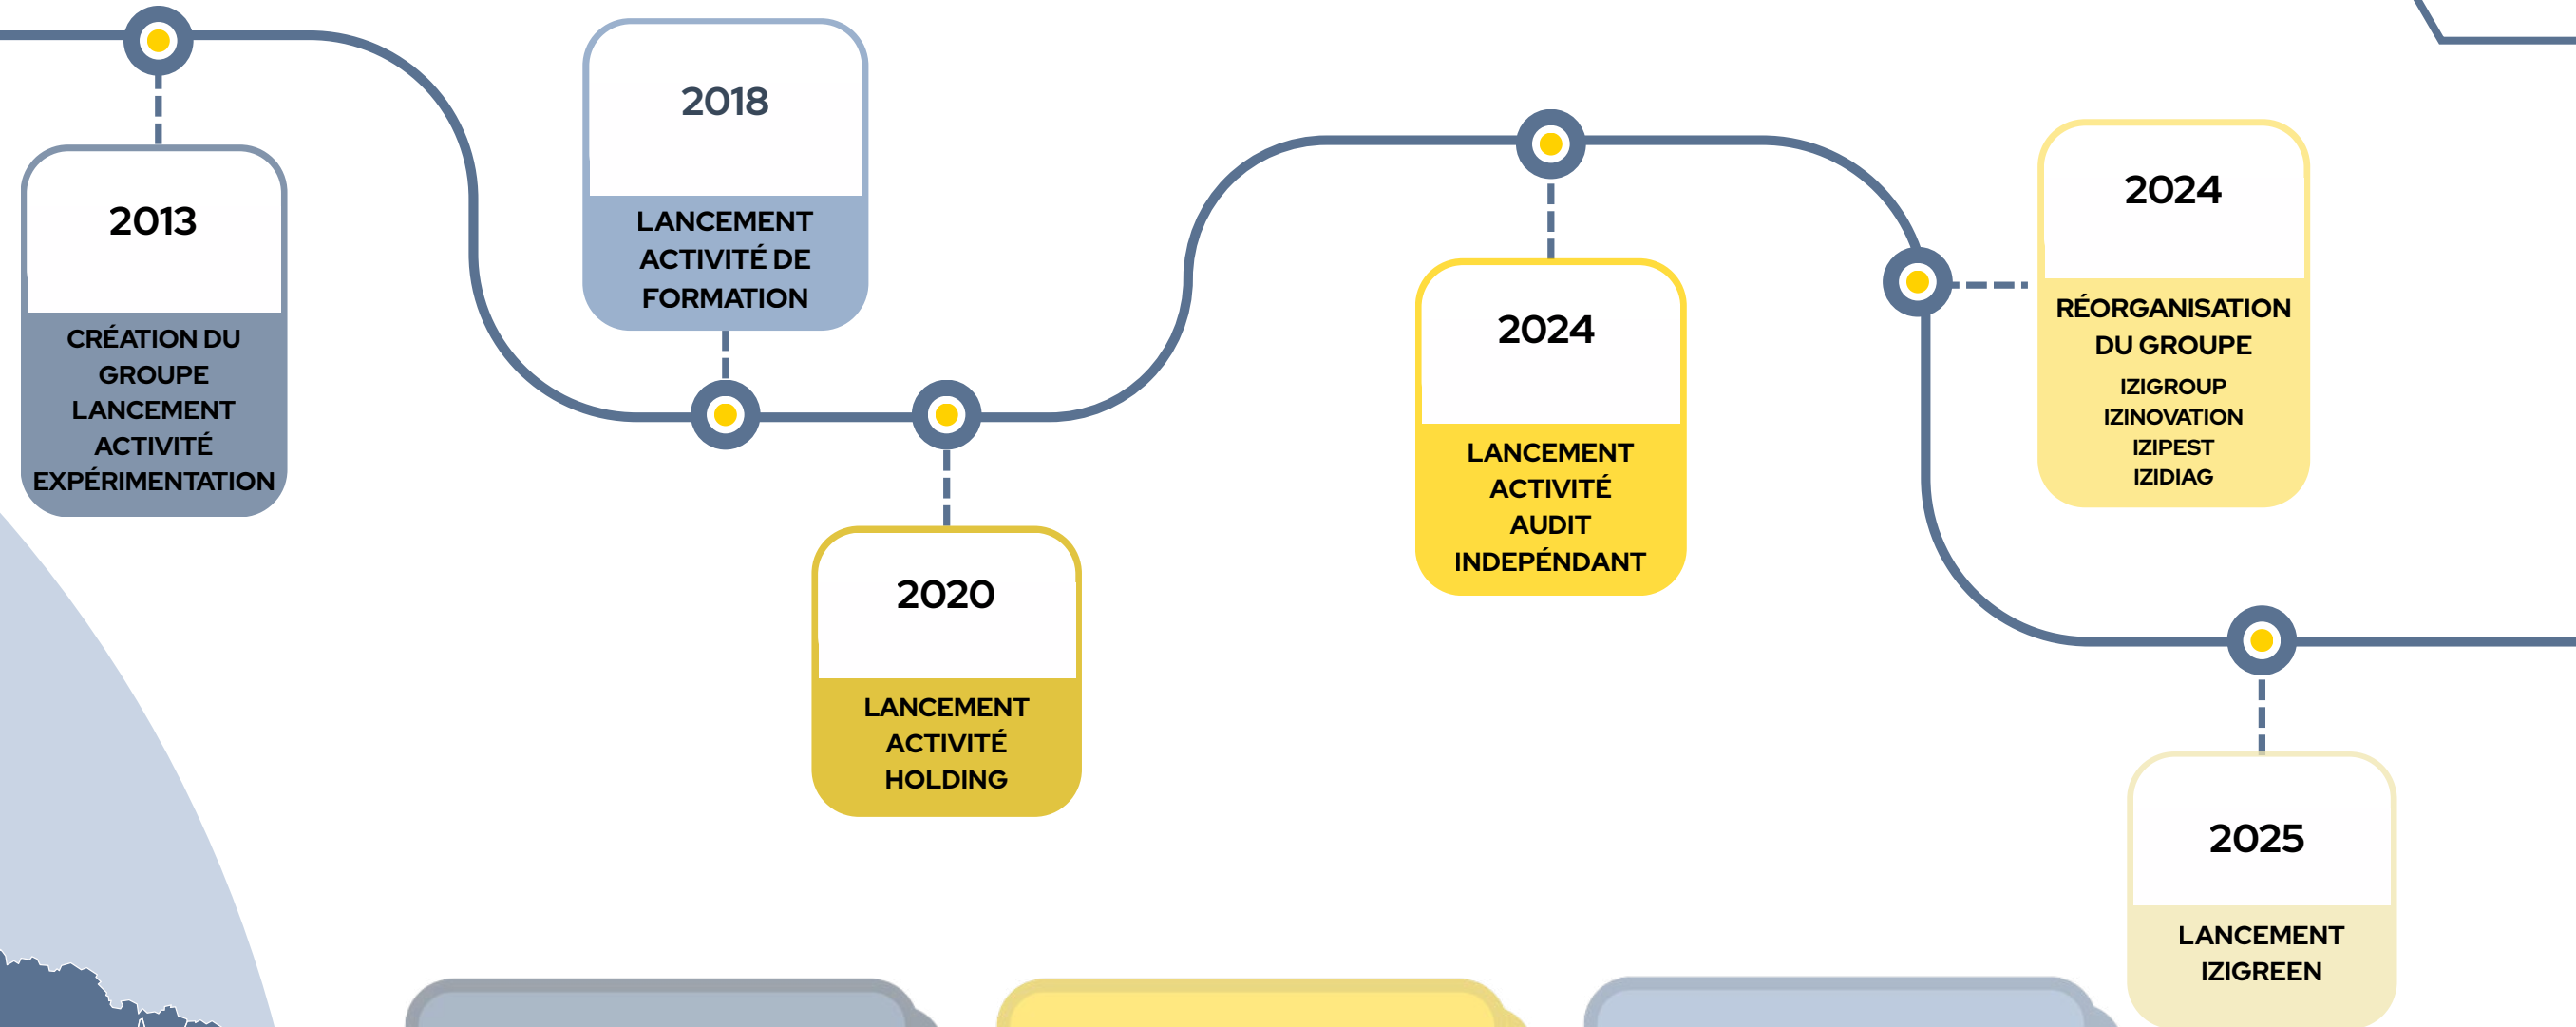 2013
CRÉATION DU
GROUPE
LANCEMENT
ACTIVITÉ
EXPÉRIMENTATION
2018
LANCEMENT
ACTIVITÉ DE
FORMATION
2020
LANCEMENT
ACTIVITÉ
HOLDING
2024
LANCEMENT
ACTIVITÉ
AUDIT
INDEPÉNDANT
2024
RÉORGANISATION
DU GROUPE
IZIGROUP
IZINOVATION
IZIPEST
IZIDIAG
2025
LANCEMENT
IZIGREEN